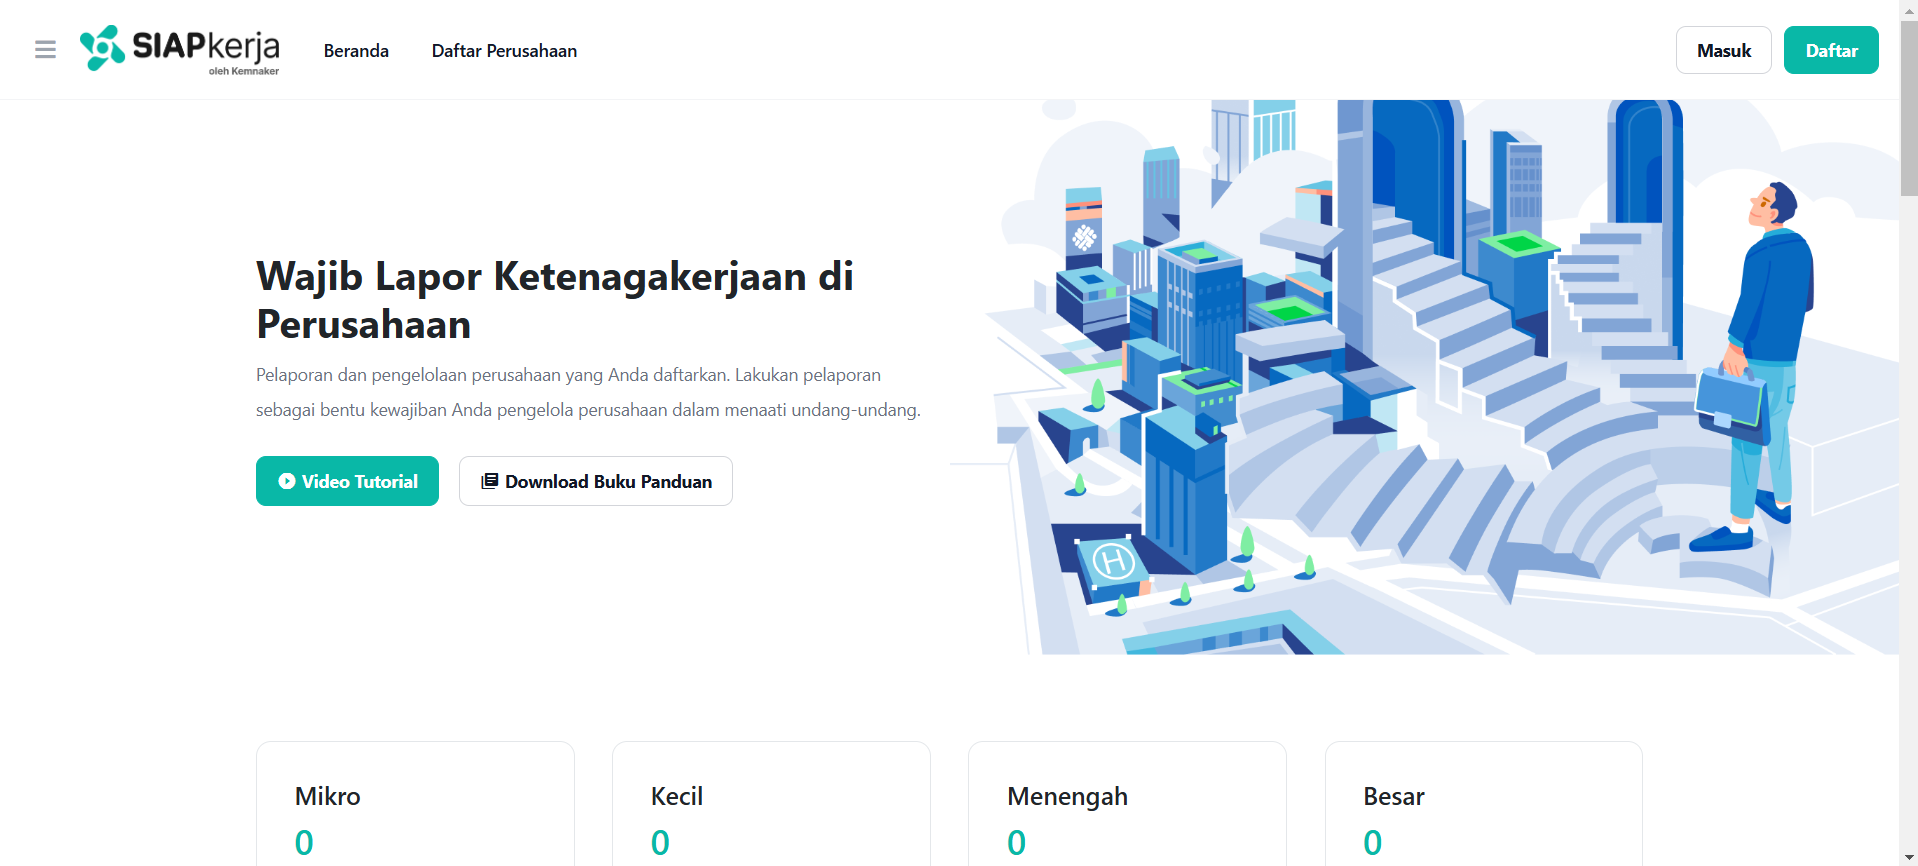 SIAPkerja
oleh Kemnaker
Beranda
Daftar Perusahaan
Masuk
Daftar
Wajib Lapor Ketenagakerjaan di
Perusahaan
Pelaporan dan pengelolaan perusahaan yang Anda daftarkan. Lakukan pelaporan
sebagai bentu kewajiban Anda pengelola perusahaan dalam menaati undang-undang.
Video Tutorial
Download Buku Panduan
H
Mikro
0
Kecil
0
Menengah
0
Besar
0